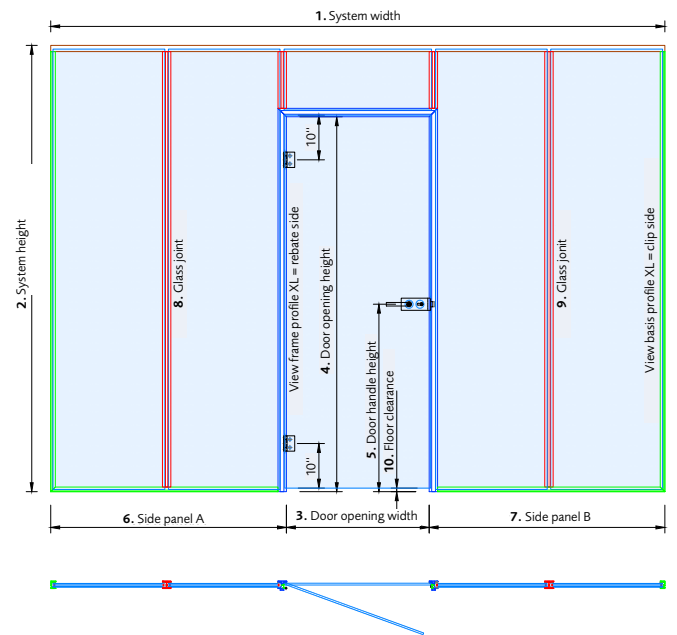 1. System width
10"
2. System height
8. Glass joint
View frame profile XL = rebate side
4. Door opening height
5. Door handle height
10. Floor clearance
9. Glass jonit
View basis profile XL = clip side
10"
6. Side panel A
3. Door opening width
7. Side panel B